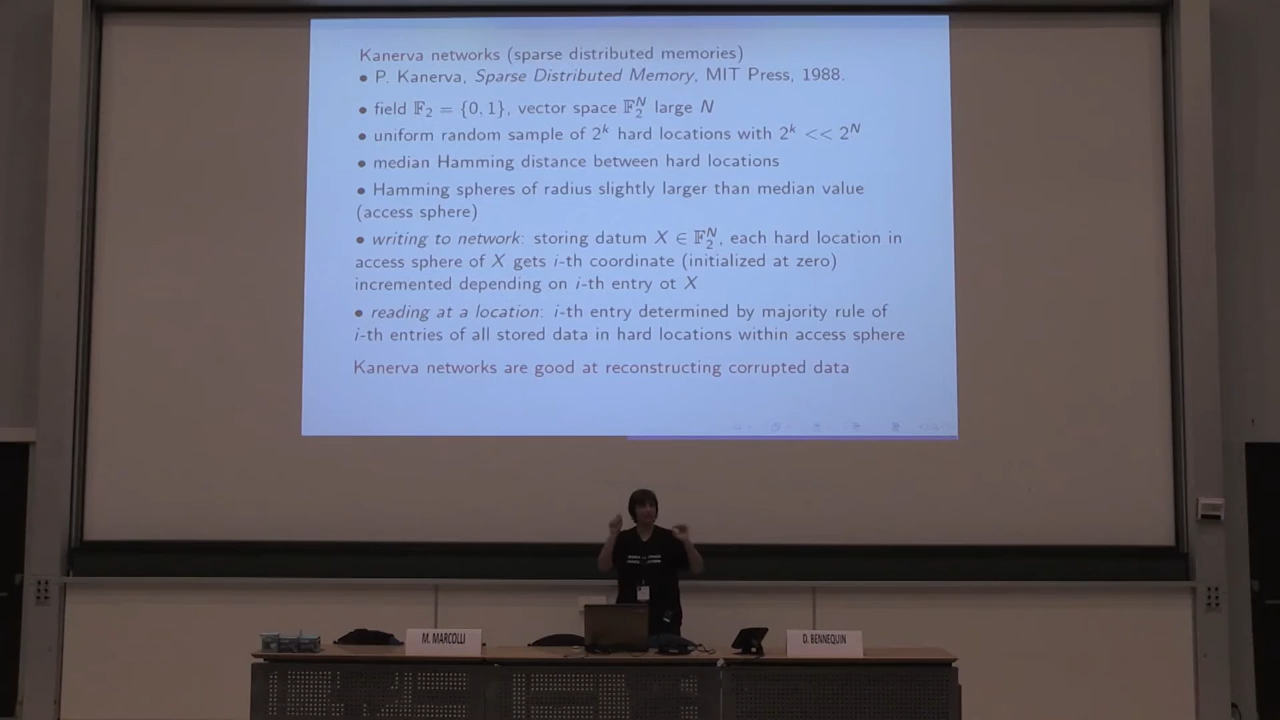 Kanerva networks (sparse distributed memories)
• P. Kanerva, Sparse Distributed Memory, MIT Press, 1988.
• field 𝔽₂ = {0, 1}, vector space 𝔽₂ᴺ large N
• uniform random sample of 2ᵏ hard locations with 2ᵏ << 2ᴺ
• median Hamming distance between hard locations
• Hamming spheres of radius slightly larger than median value
(access sphere)
• writing to network: storing datum X ∈ 𝔽₂ᴺ, each hard location in
access sphere of X gets i-th coordinate (initialized at zero)
incremented depending on i-th entry ot X
• reading at a location: i-th entry determined by majority rule of
i-th entries of all stored data in hard locations within access sphere
Kanerva networks are good at reconstructing corrupted data
M. MARCOLLI
D. BENNEQUIN